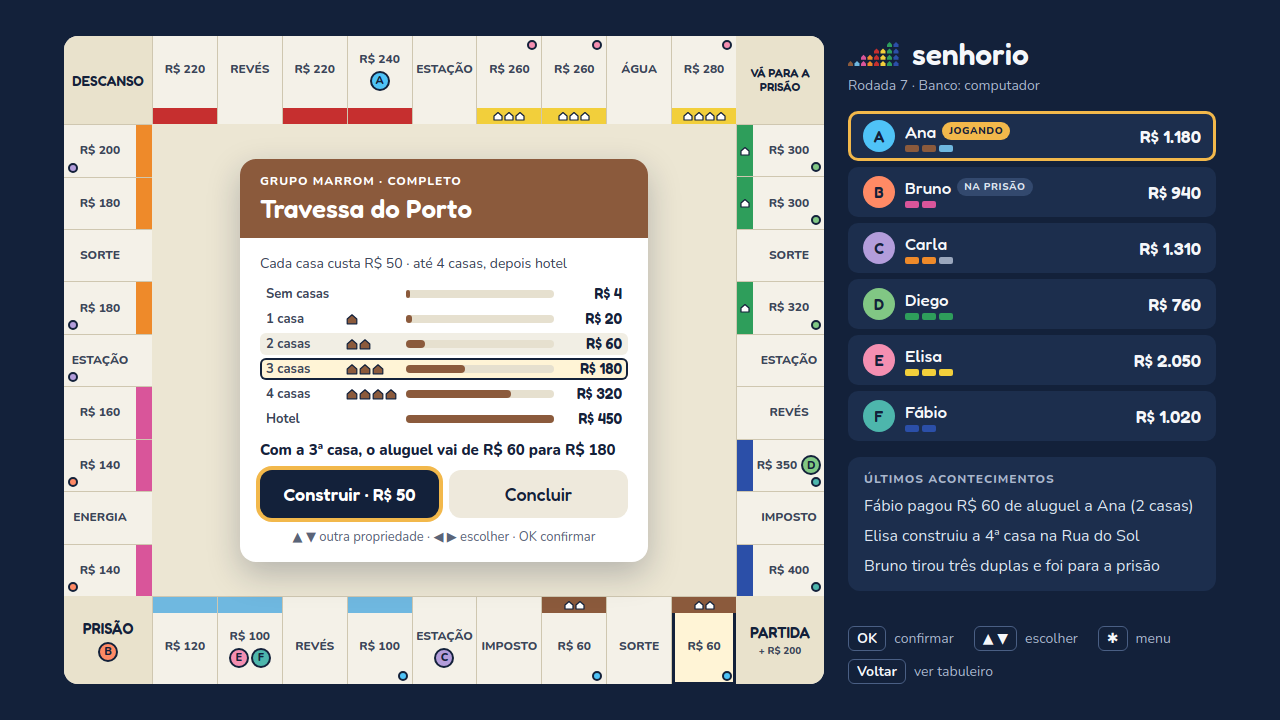 DESCANSO
R$ 220
REVÉS
R$ 220
R$ 240
A
ESTAÇÃO
R$ 260
R$ 260
ÁGUA
R$ 280
VÁ PARA A
PRISÃO
R$ 200
R$ 180
SORTE
R$ 180
ESTAÇÃO
R$ 160
R$ 140
ENERGIA
R$ 140
GRUPO MARROM · COMPLETO
Travessa do Porto
Cada casa custa R$ 50 · até 4 casas, depois hotel
Sem casas R$ 4
1 casa R$ 20
2 casas R$ 60
3 casas R$ 180
4 casas R$ 320
Hotel R$ 450
Com a 3ª casa, o aluguel vai de R$ 60 para R$ 180
Construir · R$ 50
Concluir
▲▼ outra propriedade · ◀ ▶ escolher · OK confirmar
R$ 300
R$ 300
SORTE
R$ 320
ESTAÇÃO
REVÉS
R$ 350 D
IMPOSTO
R$ 400
PRISÃO
B
R$ 120
R$ 100
E F
REVÉS
R$ 100
ESTAÇÃO
C
IMPOSTO
R$ 60
SORTE
R$ 60
PARTIDA
+ R$ 200
senhorio
Rodada 7 · Banco: computador
A Ana JOGANDO R$ 1.180
B Bruno NA PRISÃO R$ 940
C Carla R$ 1.310
D Diego R$ 760
E Elisa R$ 2.050
F Fábio R$ 1.020
ÚLTIMOS ACONTECIMENTOS
Fábio pagou R$ 60 de aluguel a Ana (2 casas)
Elisa construiu a 4ª casa na Rua do Sol
Bruno tirou três duplas e foi para a prisão
OK confirmar ▲▼ escolher ✱ menu
Voltar ver tabuleiro